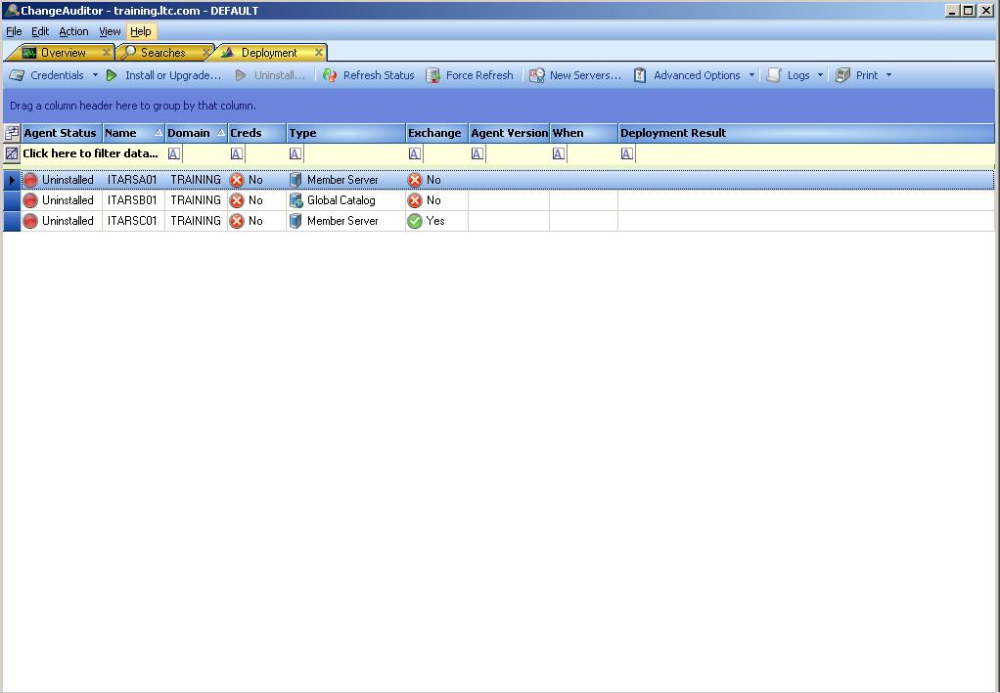 ChangeAuditor - training.ltc.com - DEFAULT
File Edit Action View Help
Overview Searches Deployment
Credentials Install or Upgrade... Uninstall... Refresh Status Force Refresh New Servers... Advanced Options Logs Print
Drag a column header here to group by that column.
Agent Status Name Domain Creds Type Exchange Agent Version When Deployment Result
Click here to filter data... A A A A A A A
Uninstalled ITARSA01 TRAINING No Member Server No
Uninstalled ITARSB01 TRAINING No Global Catalog No
Uninstalled ITARSC01 TRAINING No Member Server Yes